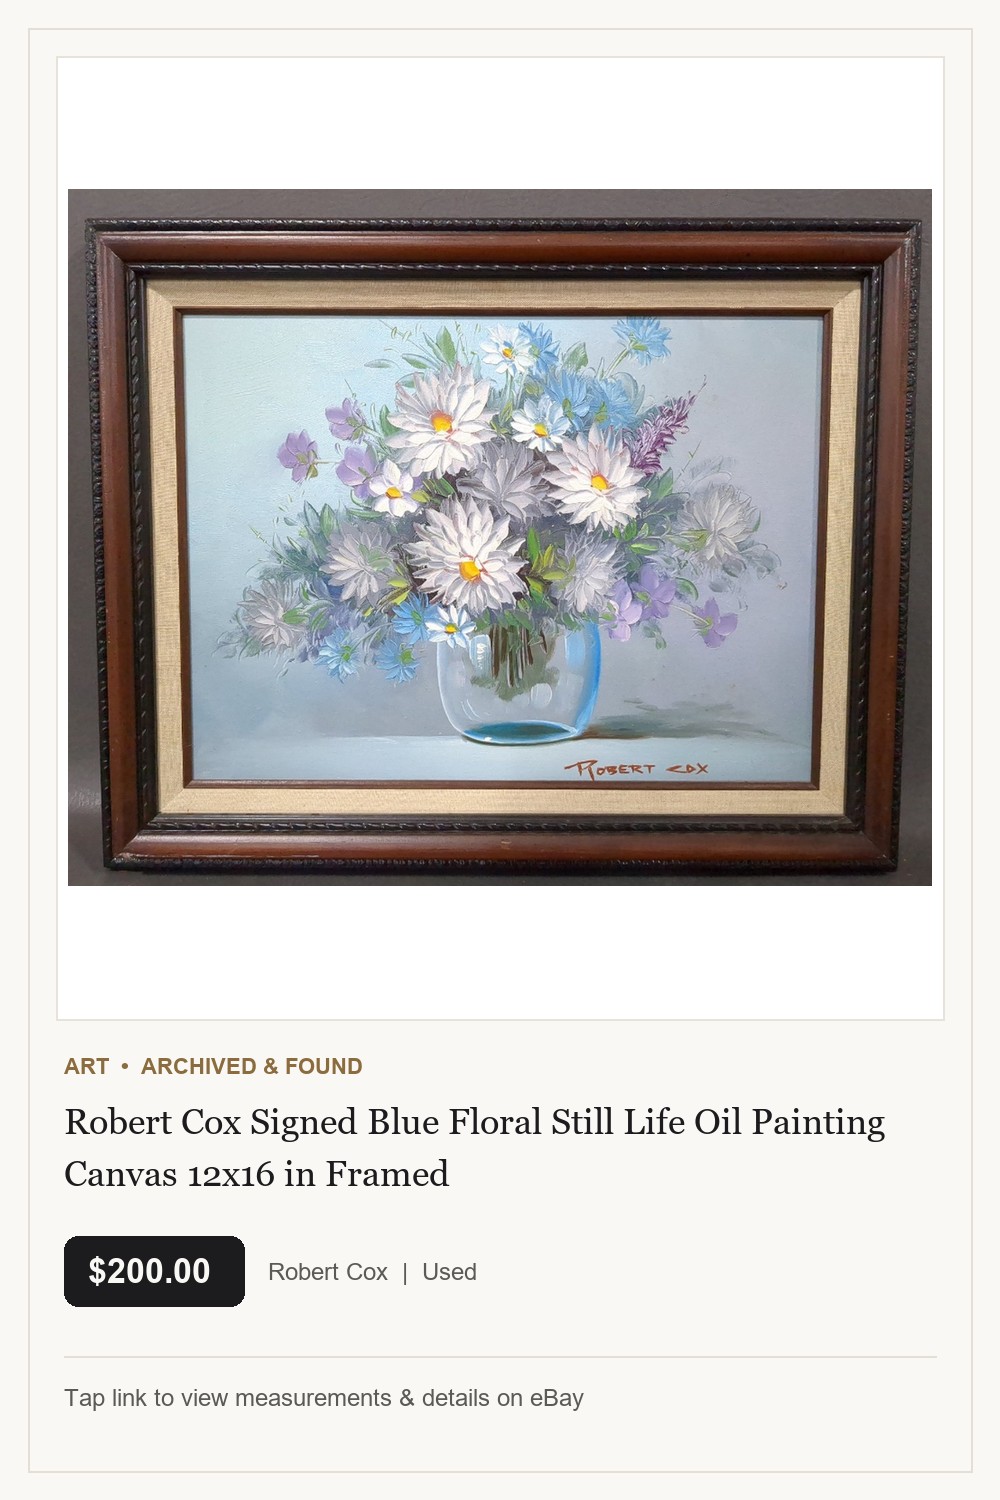 ROBERT COX
ART • ARCHIVED & FOUND
Robert Cox Signed Blue Floral Still Life Oil Painting
Canvas 12x16 in Framed
$200.00
Robert Cox | Used
Tap link to view measurements & details on eBay